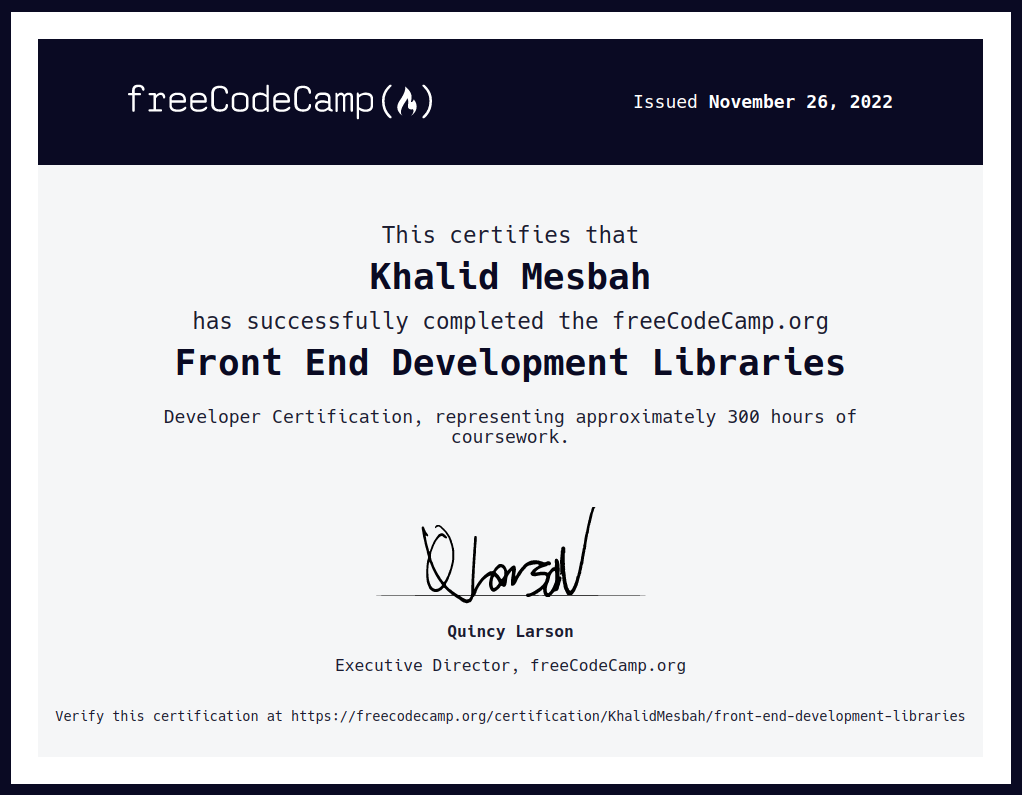 freeCodeCamp(🔥)
Issued November 26, 2022
This certifies that
Khalid Mesbah
has successfully completed the freeCodeCamp.org
Front End Development Libraries
Developer Certification, representing approximately 300 hours of
coursework.
Q Larson
Quincy Larson
Executive Director, freeCodeCamp.org
Verify this certification at https://freecodecamp.org/certification/KhalidMesbah/front-end-development-libraries